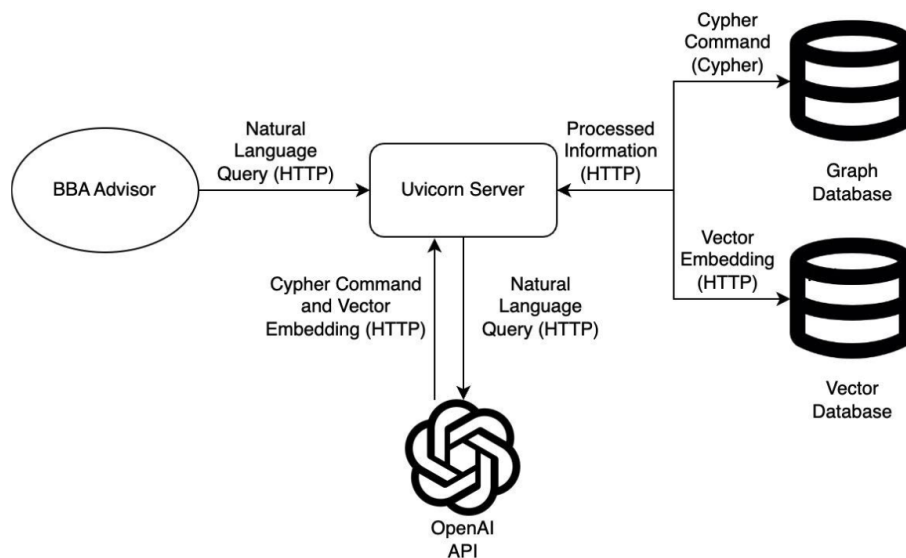 Cypher
Command
(Cypher)
Natural
Language
Query (HTTP)
Processed
Information
(HTTP)
BBA Advisor
Uvicorn Server
Graph
Database
Vector
Embedding
(HTTP)
Cypher Command
and Vector
Embedding (HTTP)
Natural
Language
Query (HTTP)
Vector
Database
OpenAI
API